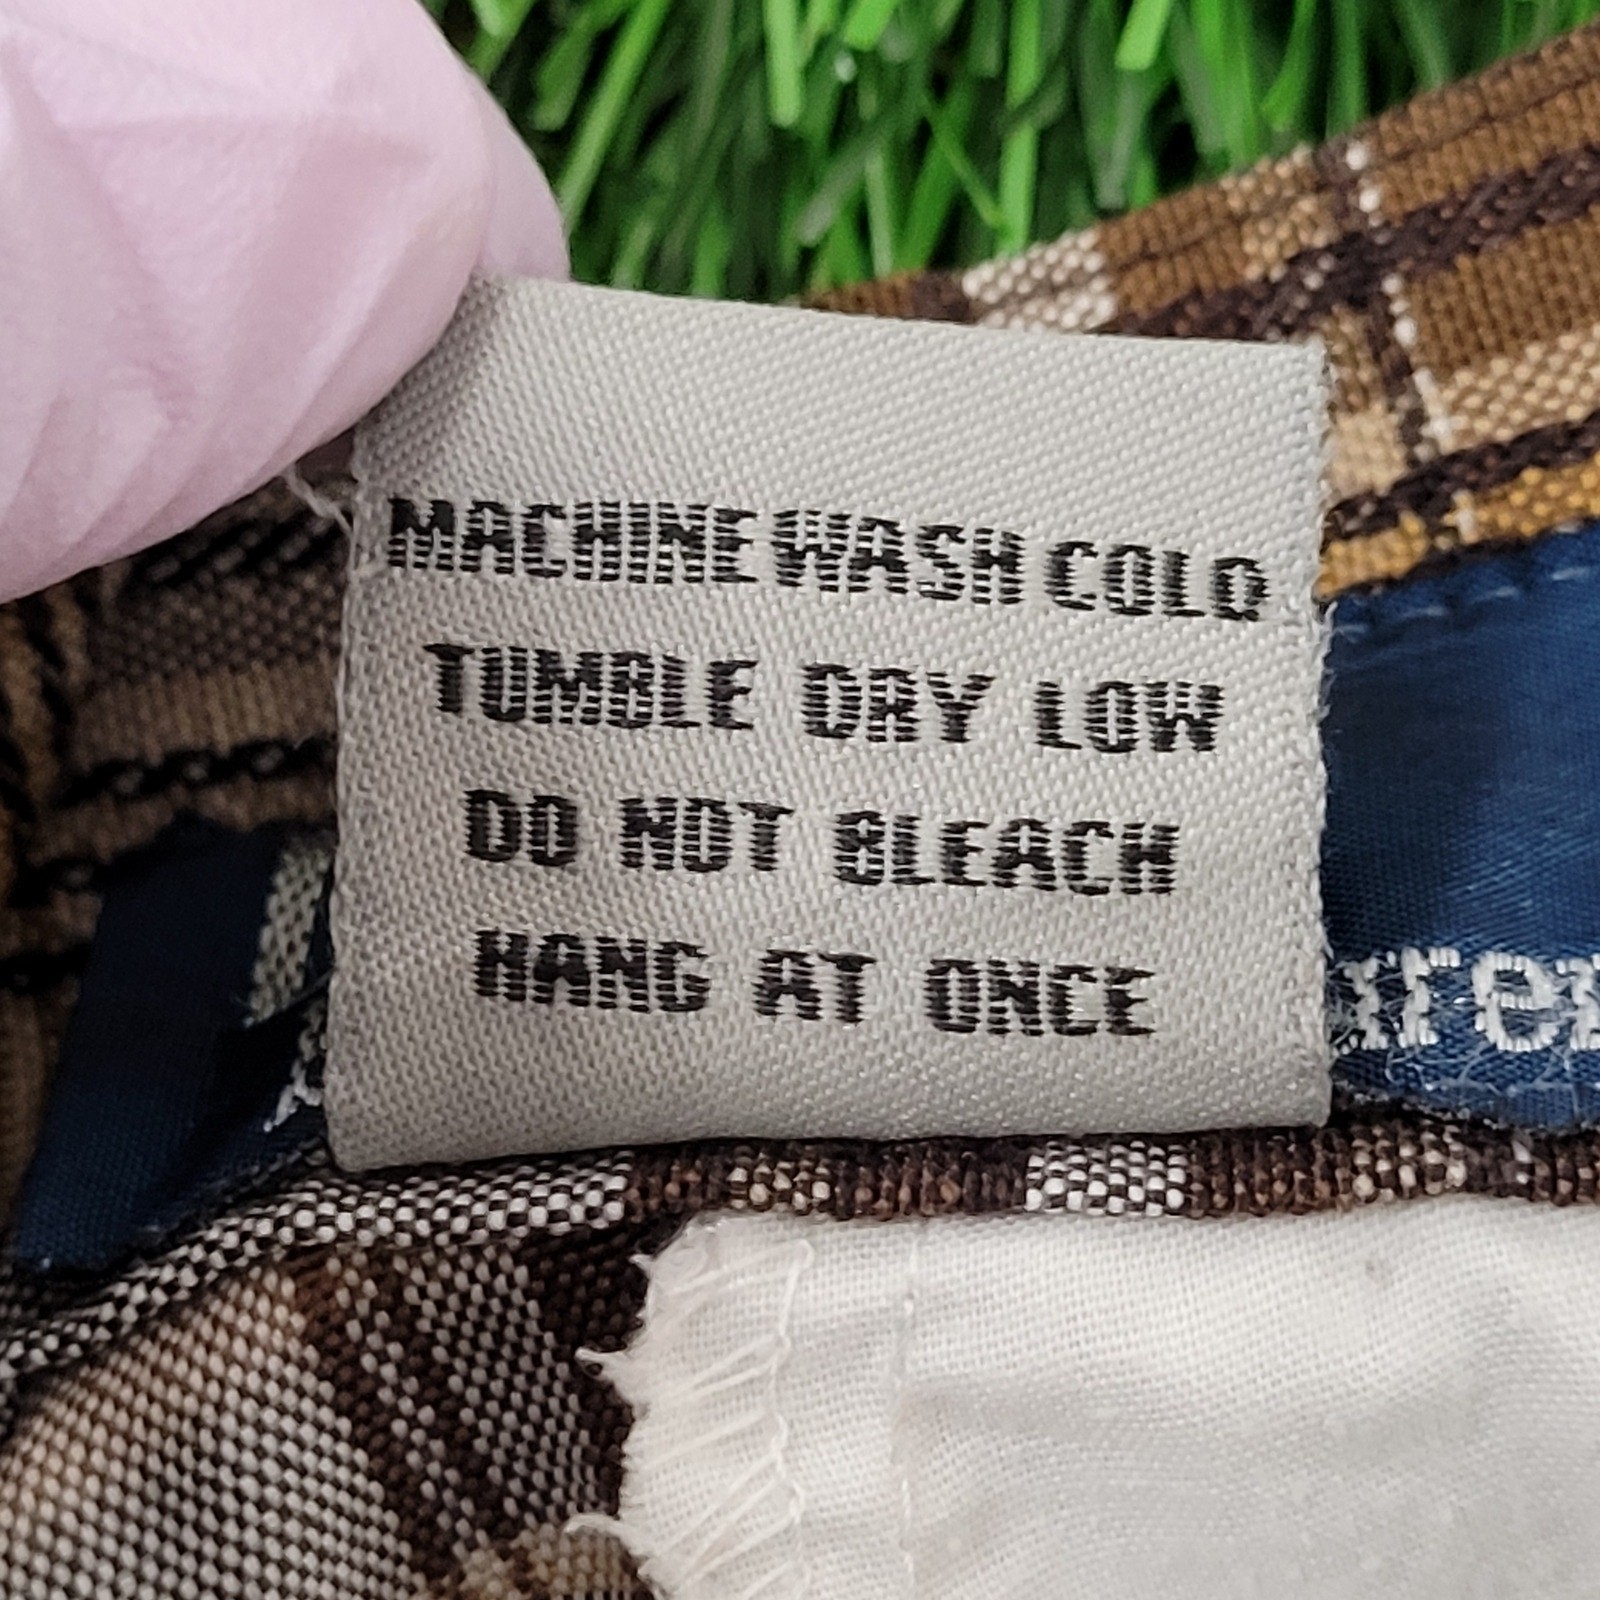 MACHINE WASH COLD
TUMBLE DRY LOW
DO NOT BLEACH
HANG AT ONCE